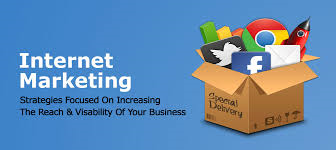 Internet
Marketing
Strategies Focused On Increasing
The Reach & Visability Of Your Business
Special
Delivery
f